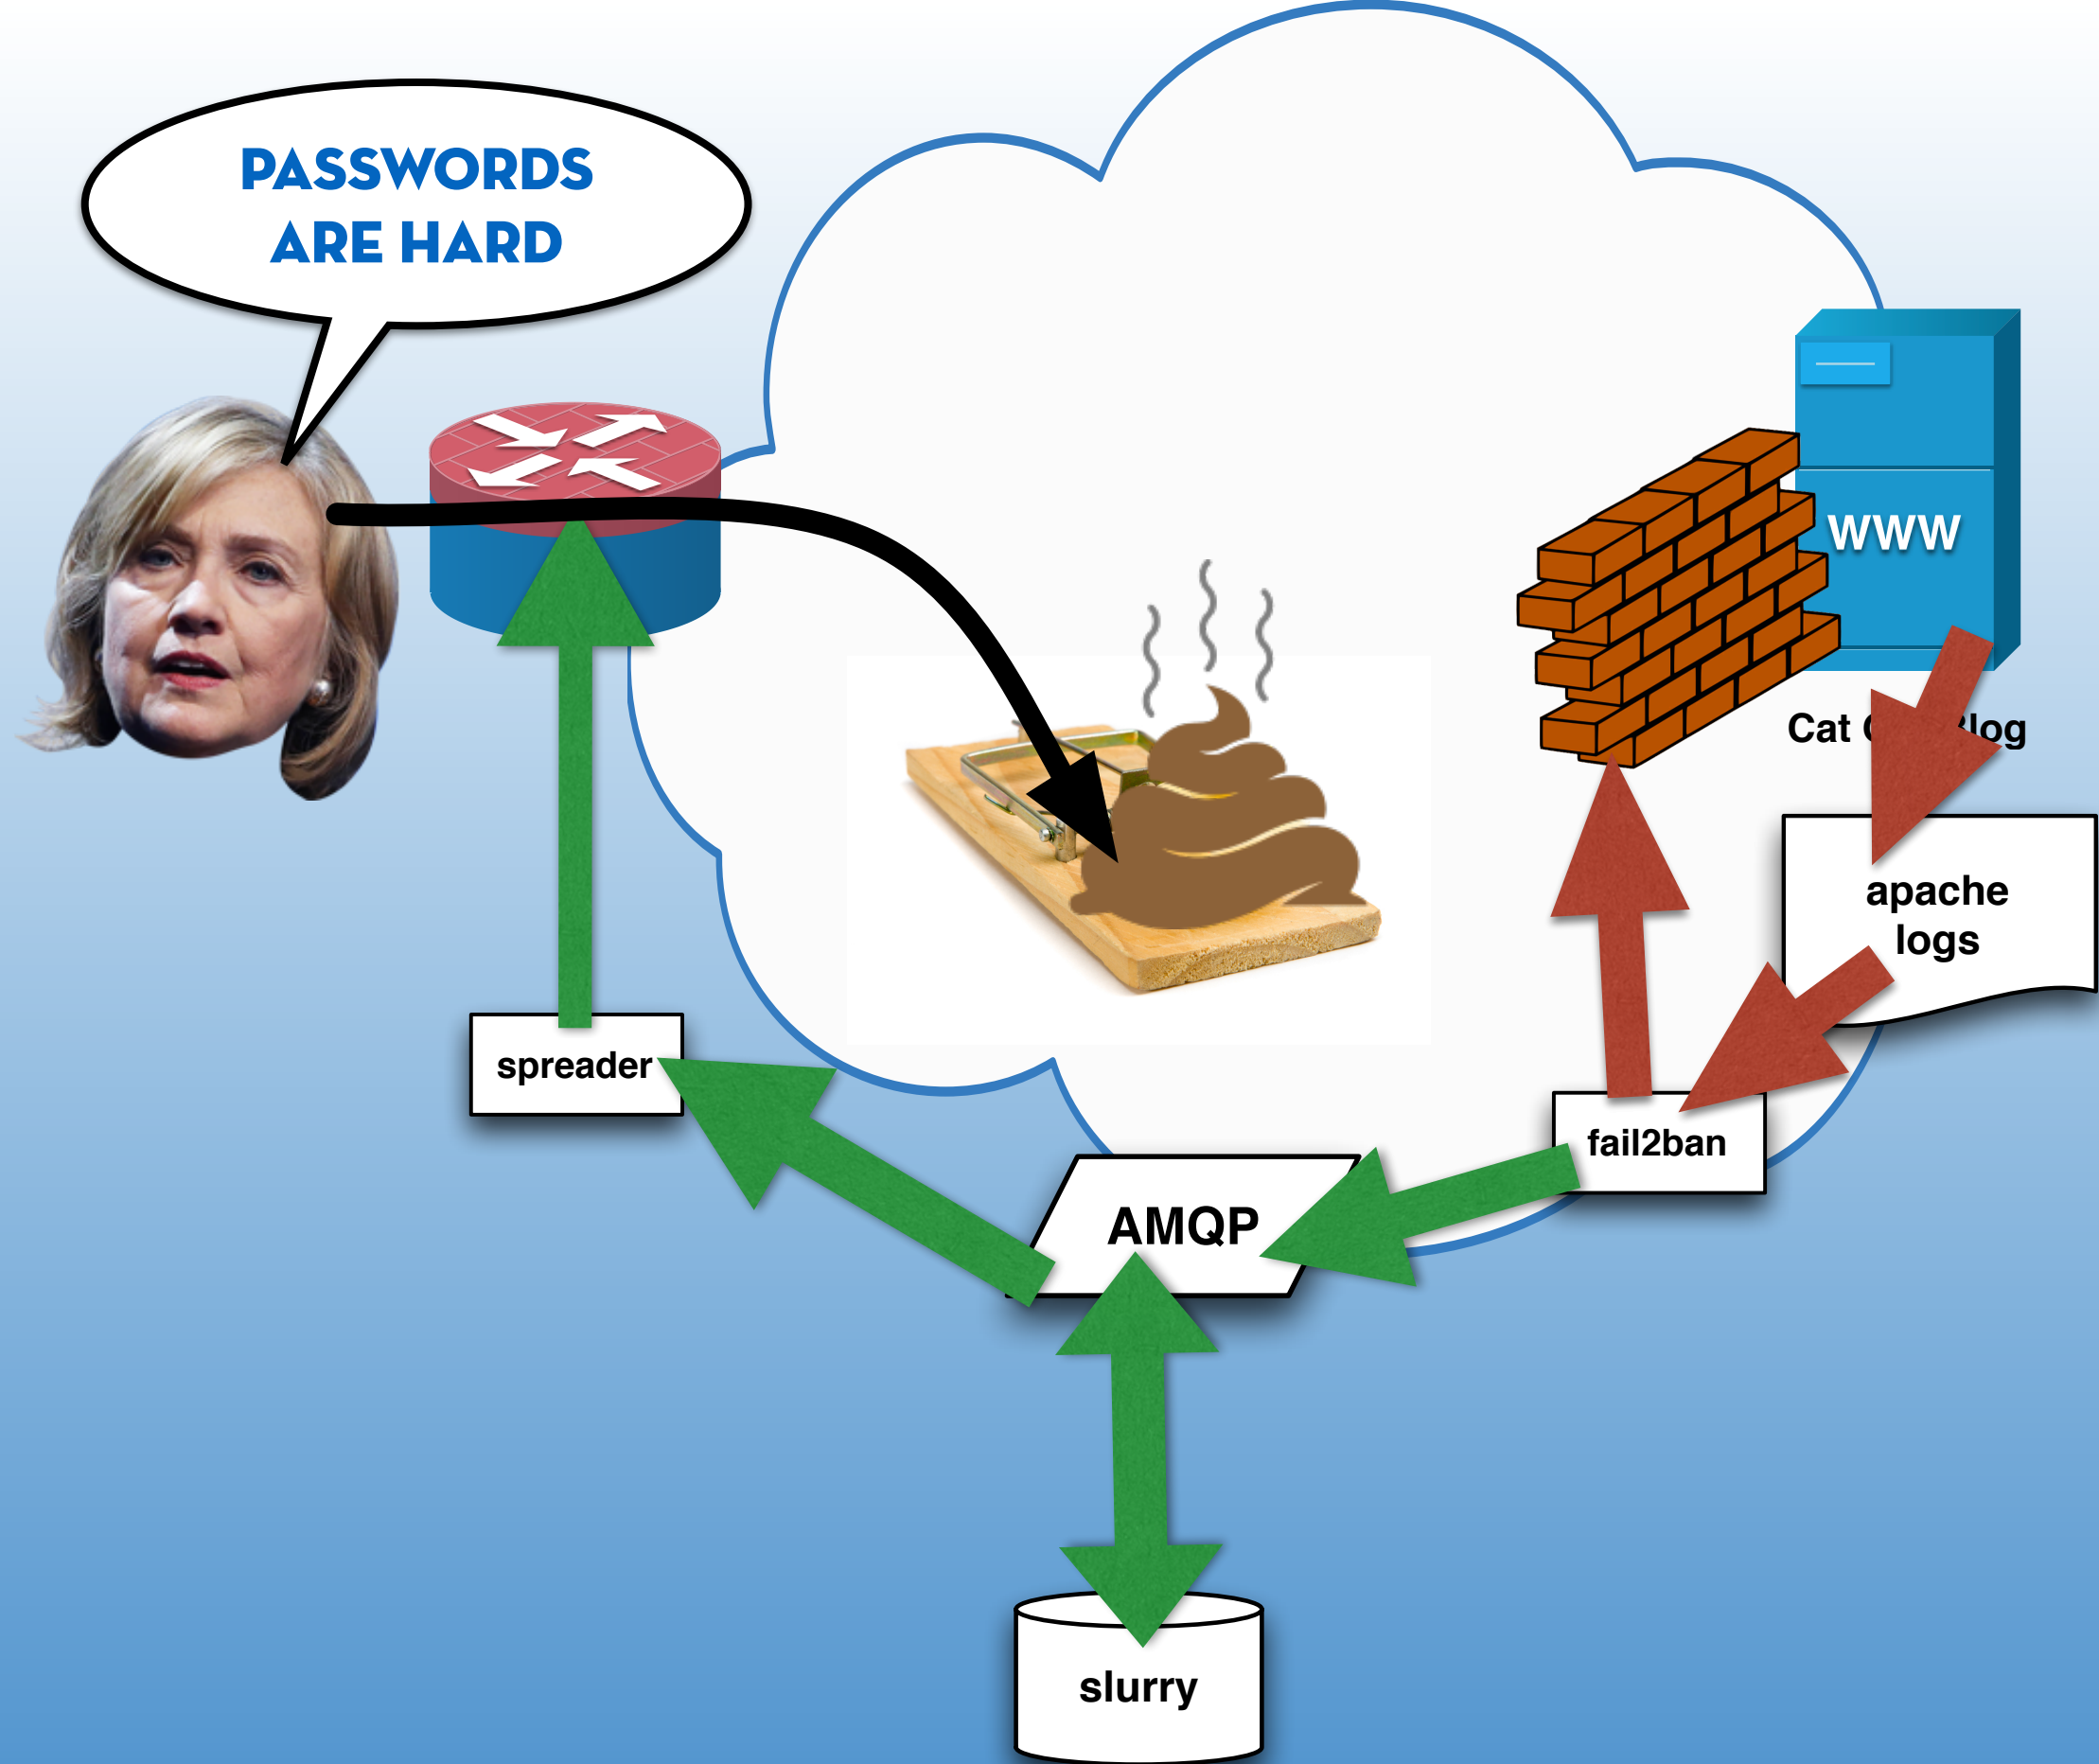 PASSWORDS
ARE HARD
WWW
Cat
log
apache
logs
spreader
fail2ban
AMQP
slurry